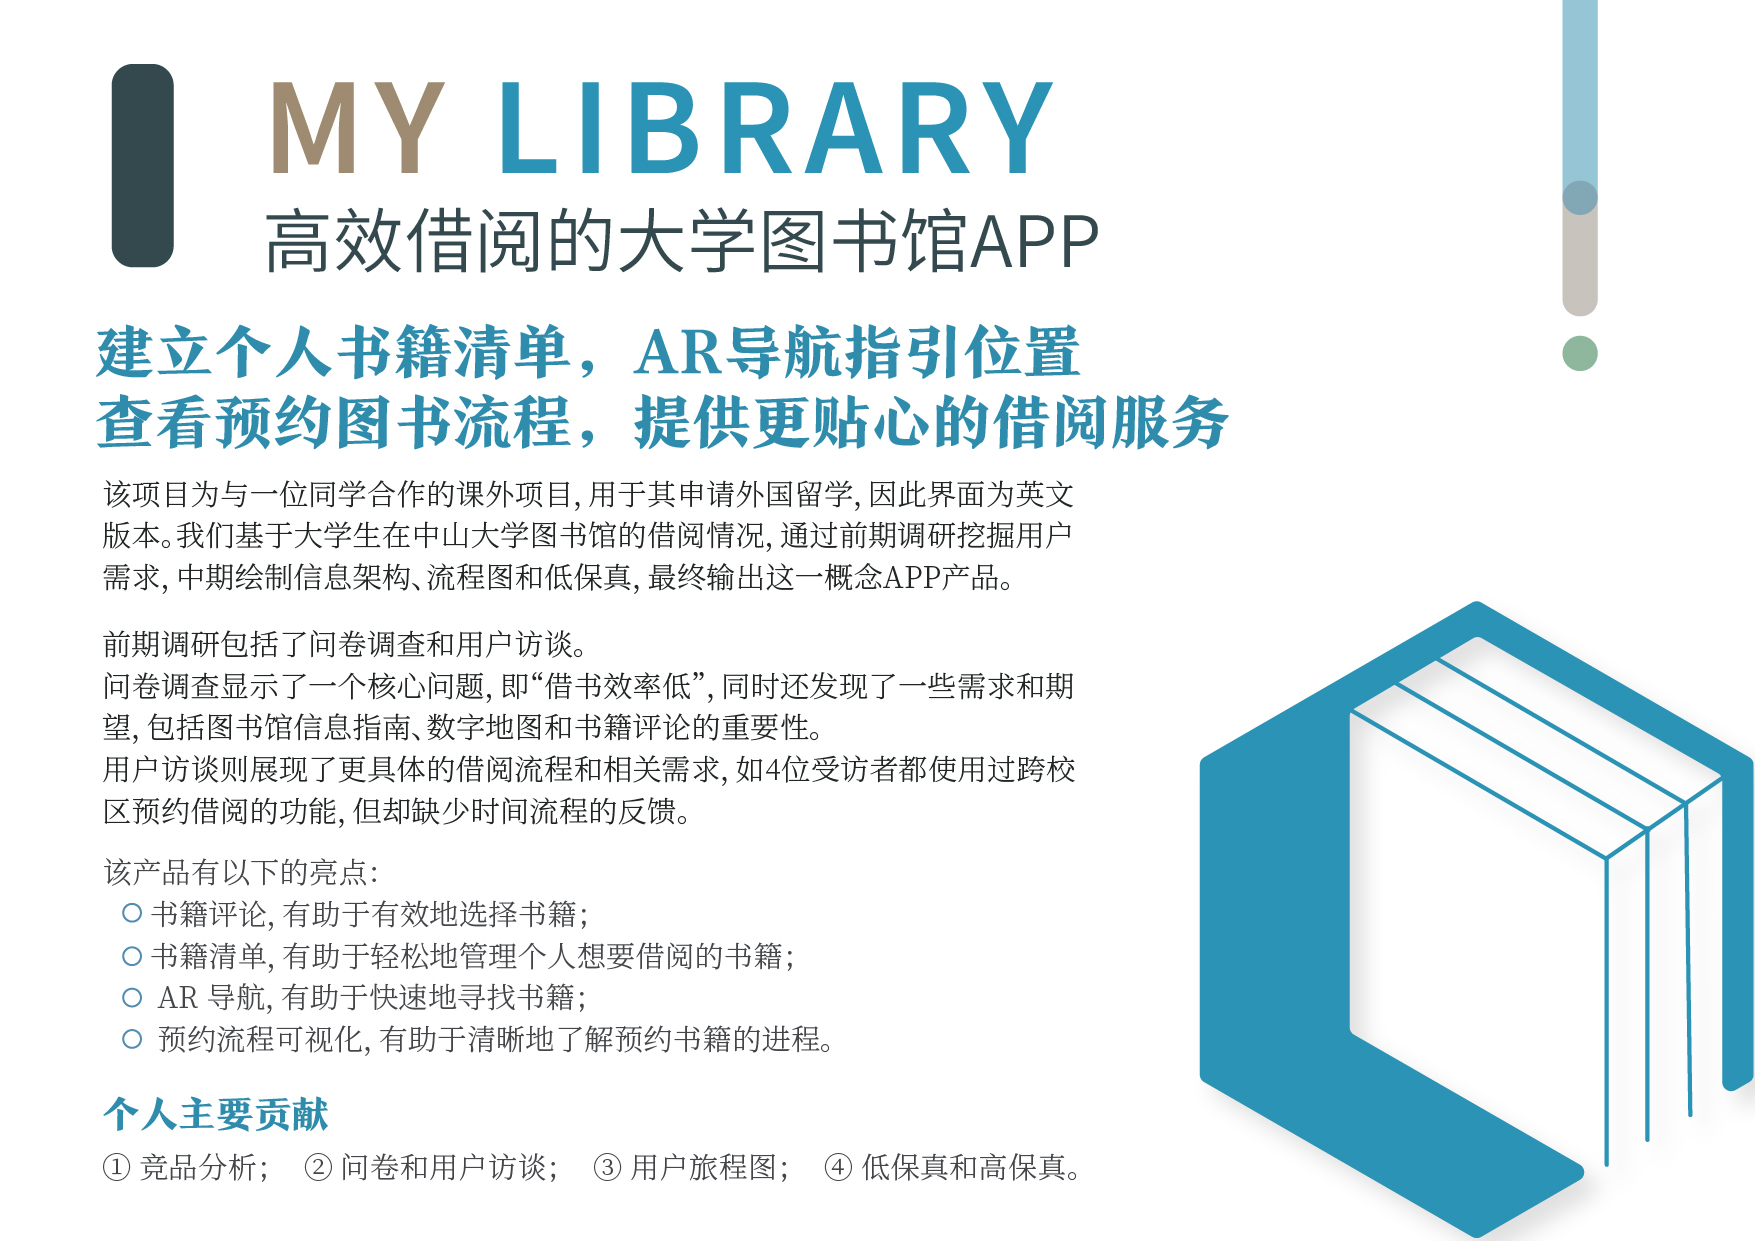 MY LIBRARY
高效借阅的大学图书馆APP
建立个人书籍清单，AR导航指引位置
查看预约图书流程，提供更贴心的借阅服务
该项目为与一位同学合作的课外项目，用于其申请外国留学，因此界面为英文
版本。我们基于大学生在中山大学图书馆的借阅情况，通过前期调研挖掘用户
需求，中期绘制信息架构、流程图和低保真，最终输出这一概念APP产品。
前期调研包括了问卷调查和用户访谈。
问卷调查显示了一个核心问题，即“借书效率低”，同时还发现了一些需求和期
望，包括图书馆信息指南、数字地图和书籍评论的重要性。
用户访谈则展现了更具体的借阅流程和相关需求，如4位受访者都使用过跨校
区预约借阅的功能，但却缺少时间流程的反馈。
该产品有以下的亮点：
○ 书籍评论，有助于有效地选择书籍；
○ 书籍清单，有助于轻松地管理个人想要借阅的书籍；
○ AR 导航，有助于快速地寻找书籍；
○ 预约流程可视化，有助于清晰地了解预约书籍的进程。
个人主要贡献
① 竞品分析； ② 问卷和用户访谈； ③ 用户旅程图； ④ 低保真和高保真。